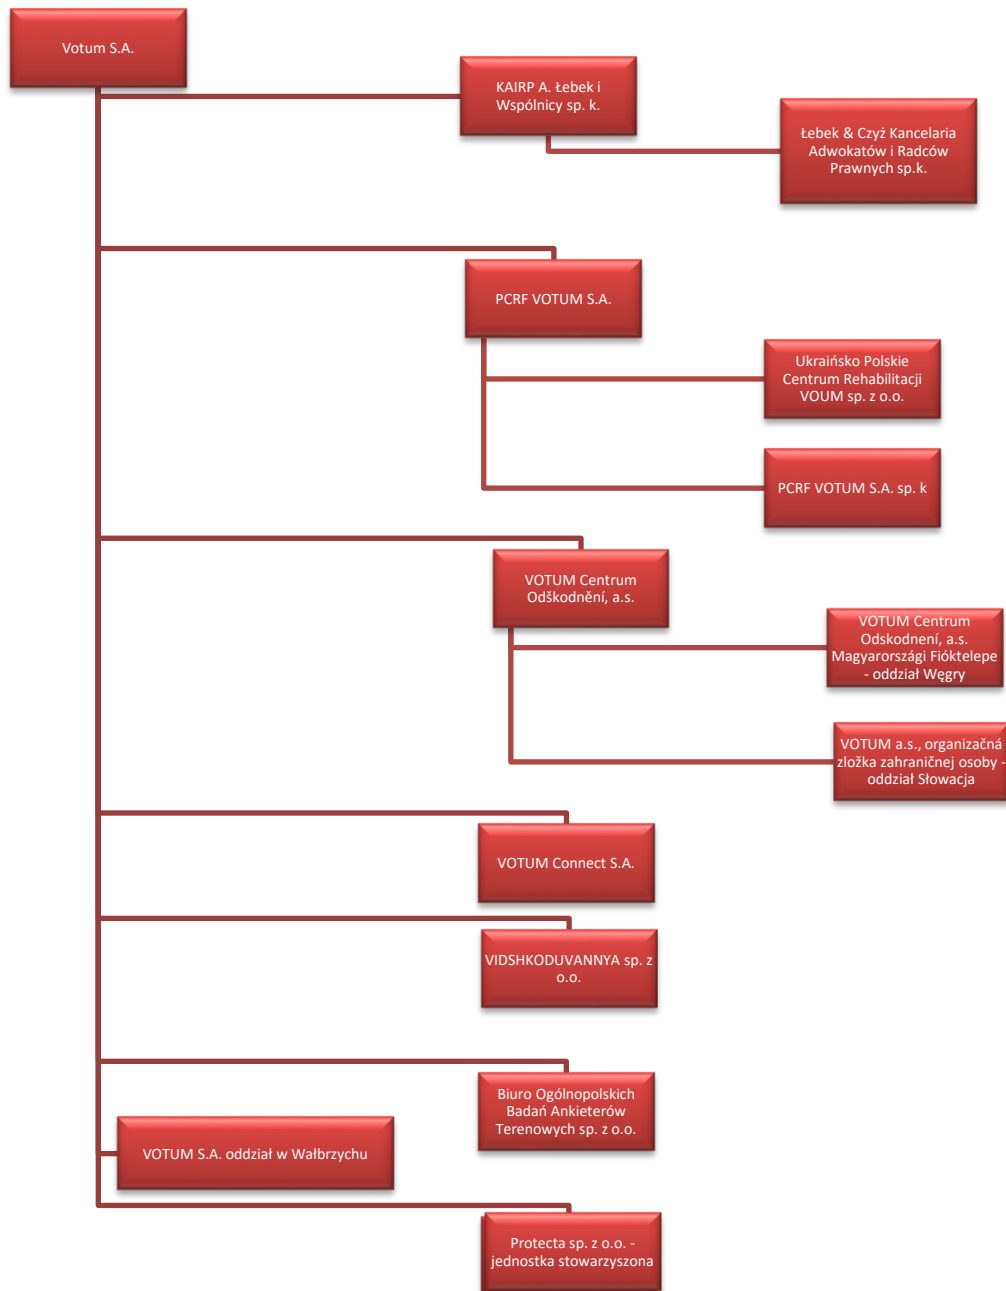 Votum S.A.
KAIRP A. Łebek i
Wspólnicy sp. k.
Łebek & Czyż Kancelaria
Adwokatów i Radców
Prawnych sp.k.
PCRF VOTUM S.A.
Ukraińsko Polskie
Centrum Rehabilitacji
VOUM sp. z o.o.
PCRF VOTUM S.A. sp. k
VOTUM Centrum
Odškodnění, a.s.
VOTUM Centrum
Odskodnení, a.s.
Magyarországi Fióktelepe
- oddział Węgry
VOTUM a.s., organizačná
zložka zahraničnej osoby -
oddział Słowacja
VOTUM Connect S.A.
VIDSHKODUVANNYA sp. z
o.o.
Biuro Ogólnopolskich
Badań Ankieterów
Terenowych sp. z o.o.
VOTUM S.A. oddział w Wałbrzychu
Protecta sp. z o.o. -
jednostka stowarzyszona